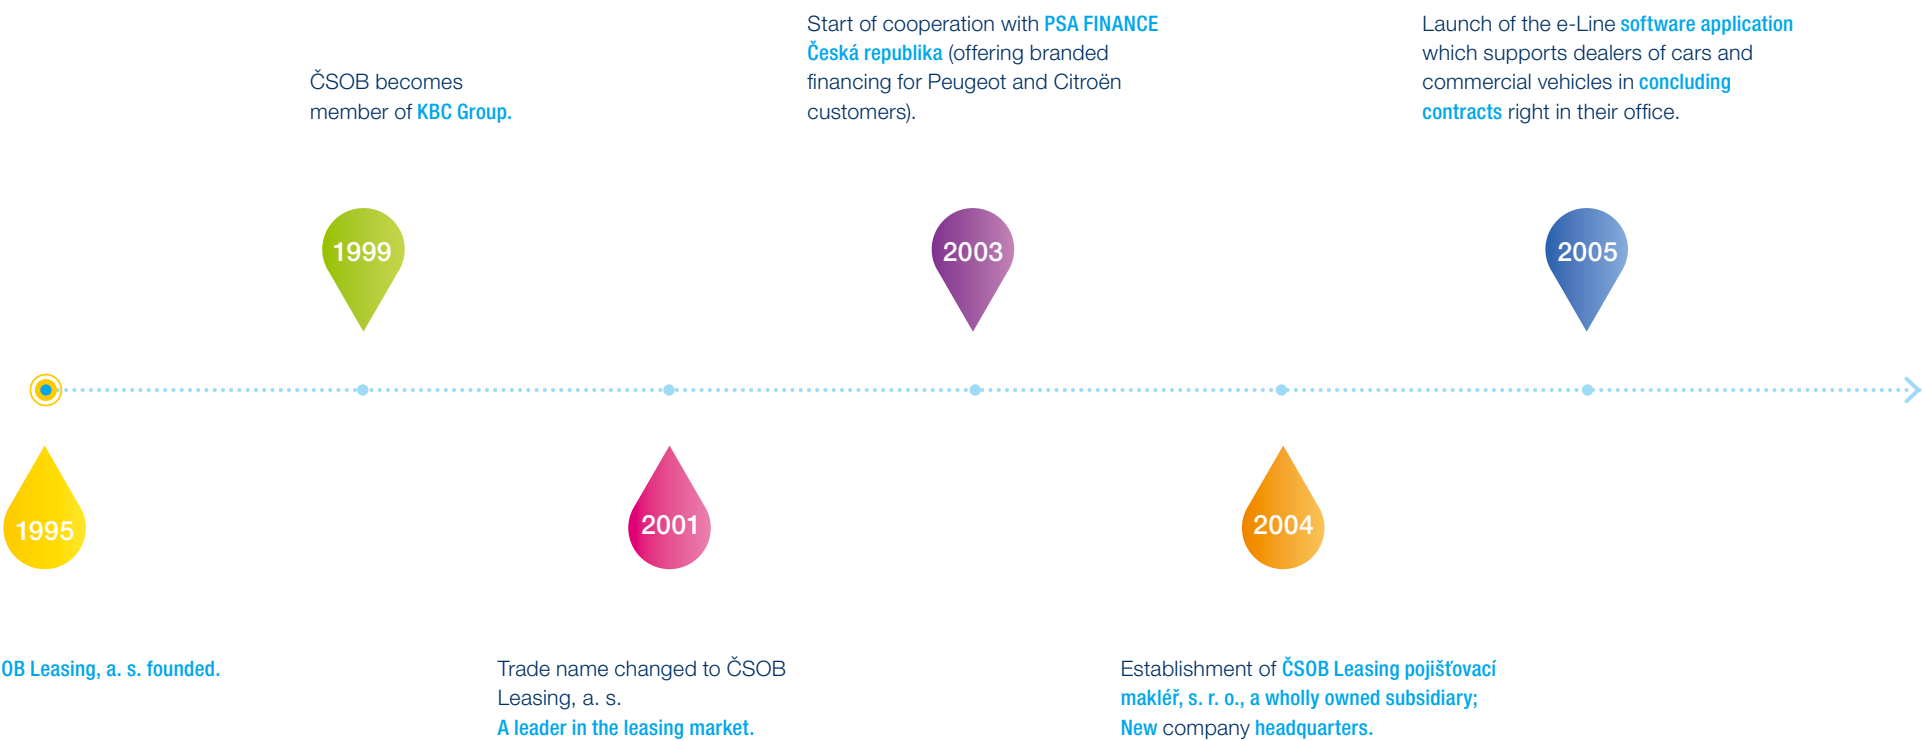 Start of cooperation with PSA FINANCE
Česká republika (offering branded
financing for Peugeot and Citroën
customers).
Launch of the e-Line software application
which supports dealers of cars and
commercial vehicles in concluding
contracts right in their office.
ČSOB becomes
member of KBC Group.
1999
2003
2005
1995
2001
2004
OB Leasing, a. s. founded.
Trade name changed to ČSOB
Leasing, a. s.
A leader in the leasing market.
Establishment of ČSOB Leasing pojišťovací
makléř, s. r. o., a wholly owned subsidiary;
New company headquarters.